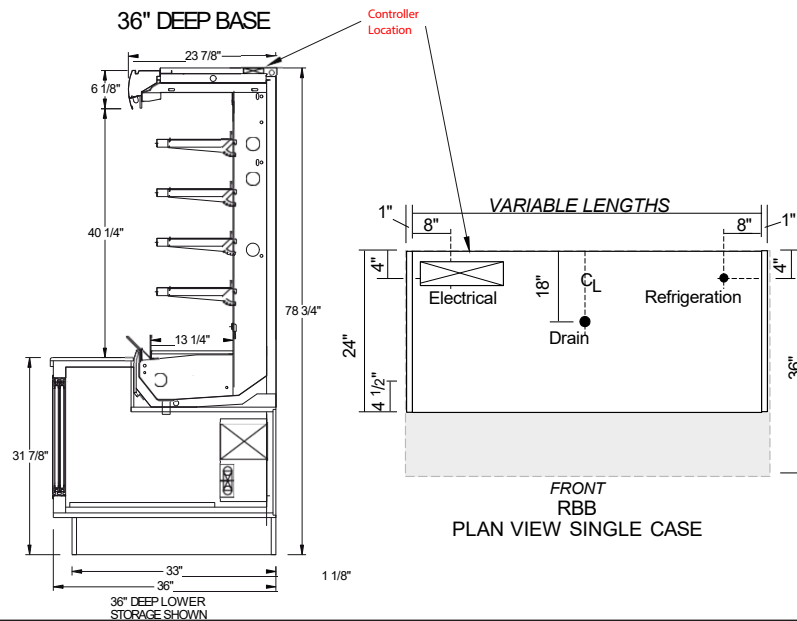 36" DEEP BASE
Controller
Location
23 7/8"
6 1/8"
40 1/4"
13 1/4"
78 3/4"
31 7/8"
33"
36"
1 1/8"
36" DEEP LOWER
STORAGE SHOWN
VARIABLE LENGTHS
1"
8"
8"
1"
4"
4"
Electrical
18"
CL
Refrigeration
Drain
24"
4 1/2"
36"
FRONT
RBB
PLAN VIEW SINGLE CASE